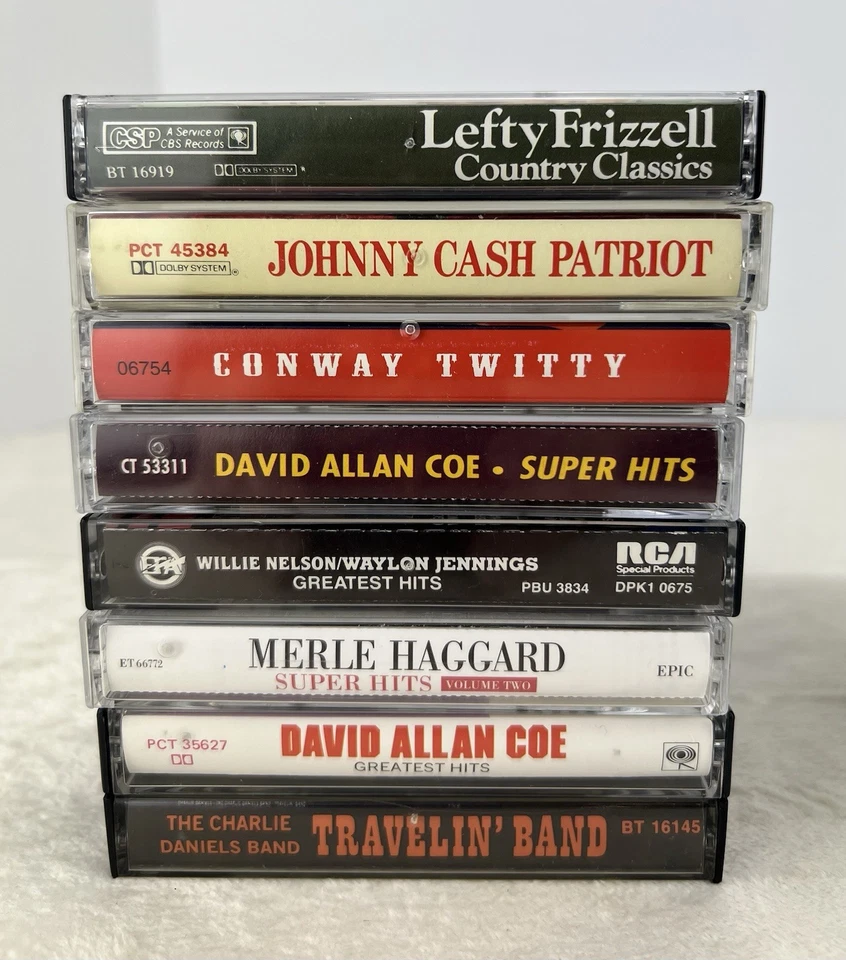 CSP A Service of
CBS Records
Lefty Frizzell
Country Classics
BT 16919 DOLBY SYSTEM
PCT 45384
DOLBY SYSTEM
JOHNNY CASH PATRIOT
06754 CONWAY TWITTY
CT 53311 DAVID ALLAN COE • SUPER HITS
WILLIE NELSON/WAYLON JENNINGS
GREATEST HITS
PBU 3834
RCA
Special Products
DPK1 0675
ET 66772
MERLE HAGGARD
SUPER HITS VOLUME TWO
EPIC
PCT 35627
DAVID ALLAN COE
GREATEST HITS
THE CHARLIE
DANIELS BAND
TRAVELIN' BAND
BT 16145